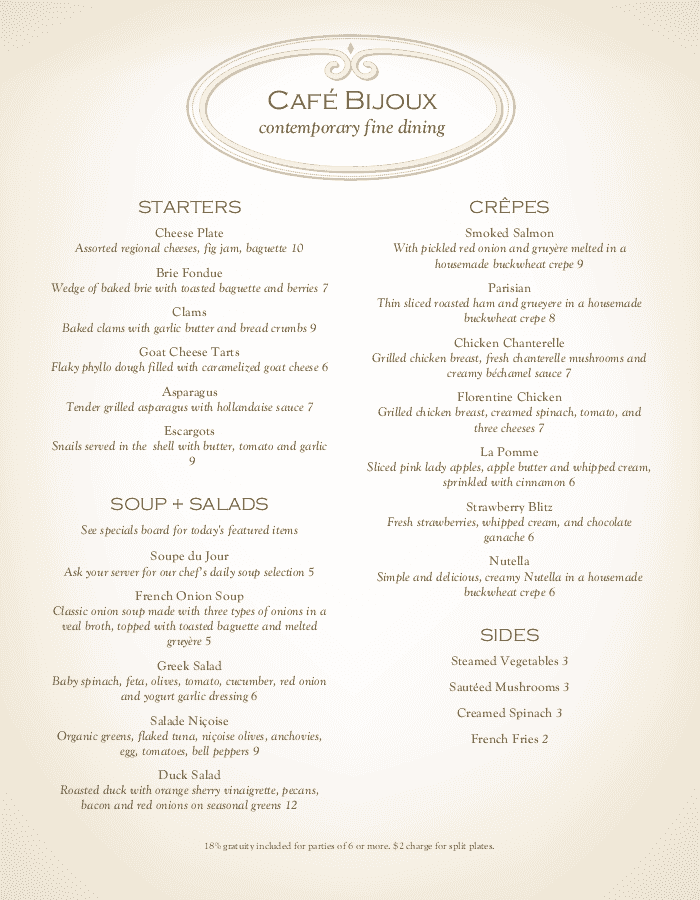 CAFÉ BIJOUX
contemporary fine dining
STARTERS
Cheese Plate
Assorted regional cheeses, fig jam, baguette 10
Brie Fondue
Wedge of baked brie with toasted baguette and berries 7
Clams
Baked clams with garlic butter and bread crumbs 9
Goat Cheese Tarts
Flaky phyllo dough filled with caramelized goat cheese 6
Asparagus
Tender grilled asparagus with hollandaise sauce 7
Escargots
Snails served in the shell with butter, tomato and garlic
9
SOUP + SALADS
See specials board for today's featured items
Soupe du Jour
Ask your server for our chef's daily soup selection 5
French Onion Soup
Classic onion soup made with three types of onions in a
veal broth, topped with toasted baguette and melted
gruyère 5
Greek Salad
Baby spinach, feta, olives, tomato, cucumber, red onion
and yogurt garlic dressing 6
Salade Niçoise
Organic greens, flaked tuna, niçoise olives, anchovies,
egg, tomatoes, bell peppers 9
Duck Salad
Roasted duck with orange sherry vinaigrette, pecans,
bacon and red onions on seasonal greens 12
CRÊPES
Smoked Salmon
With pickled red onion and gruyère melted in a
housemade buckwheat crepe 9
Parisian
Thin sliced roasted ham and grueyere in a housemade
buckwheat crepe 8
Chicken Chanterelle
Grilled chicken breast, fresh chanterelle mushrooms and
creamy béchamel sauce 7
Florentine Chicken
Grilled chicken breast, creamed spinach, tomato, and
three cheeses 7
La Pomme
Sliced pink lady apples, apple butter and whipped cream,
sprinkled with cinnamon 6
Strawberry Blitz
Fresh strawberries, whipped cream, and chocolate
ganache 6
Nutella
Simple and delicious, creamy Nutella in a housemade
buckwheat crepe 6
SIDES
Steamed Vegetables 3
Sautéed Mushrooms 3
Creamed Spinach 3
French Fries 2
18% gratuity included for parties of 6 or more. $2 charge for split plates.